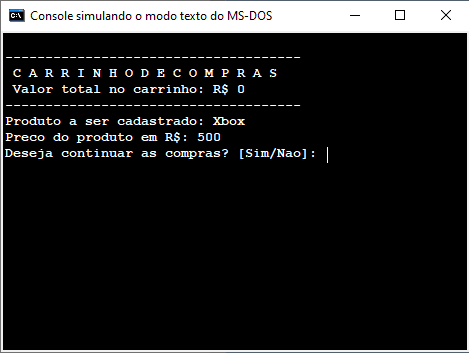 Console simulando o modo texto do MS-DOS
-------------------------------------
C A R R I N H O D E C O M P R A S
Valor total no carrinho: R$ 0
-------------------------------------
Produto a ser cadastrado: Xbox
Preco do produto em R$: 500
Deseja continuar as compras? [Sim/Nao]: